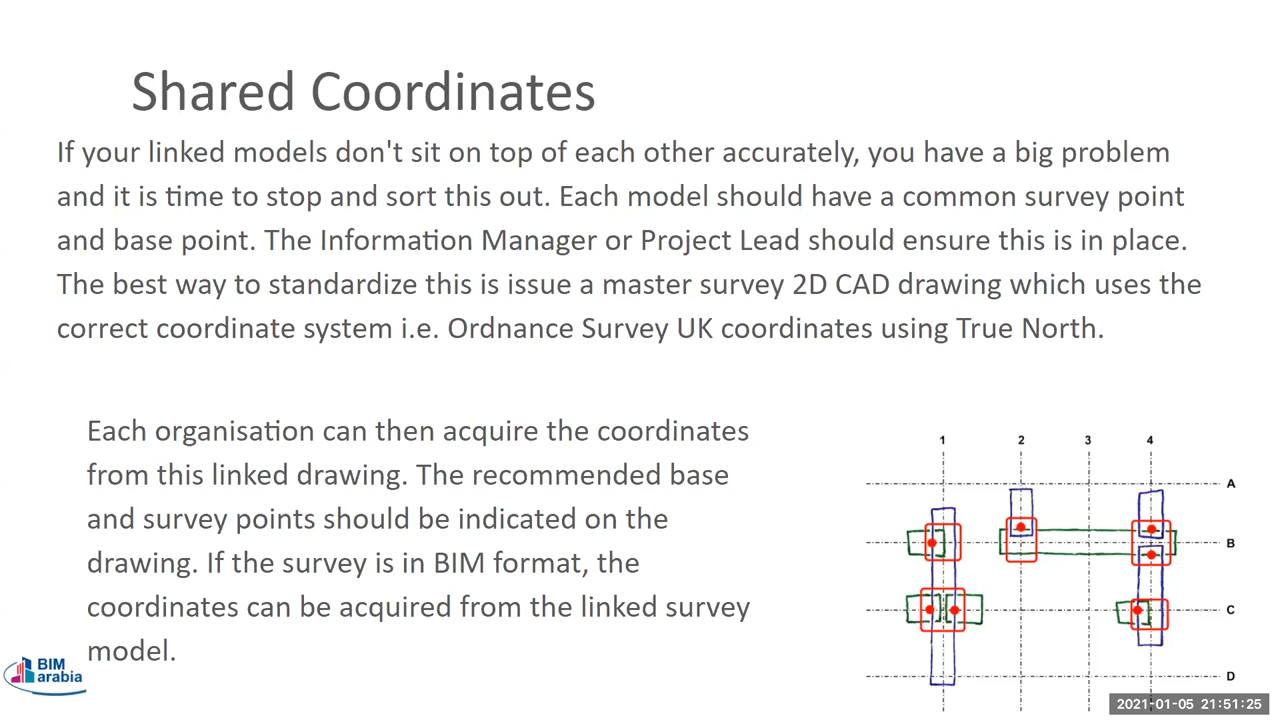 Shared Coordinates
If your linked models don't sit on top of each other accurately, you have a big problem
and it is time to stop and sort this out. Each model should have a common survey point
and base point. The Information Manager or Project Lead should ensure this is in place.
The best way to standardize this is issue a master survey 2D CAD drawing which uses the
correct coordinate system i.e. Ordnance Survey UK coordinates using True North.
Each organisation can then acquire the coordinates
from this linked drawing. The recommended base
and survey points should be indicated on the
drawing. If the survey is in BIM format, the
coordinates can be acquired from the linked survey
model.
1 2 3 4
A
B
C
D
BIM
arabia
2021-01-05 21:51:25